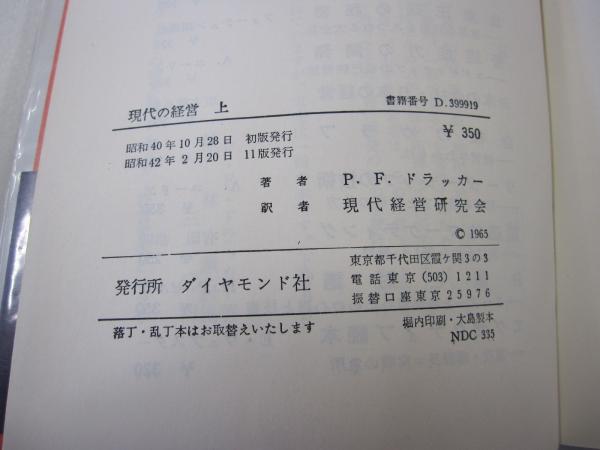 現代の経営 上
書籍番号 D.399919
昭和40年10月28日 初版発行
¥ 350
昭和42年2月20日 11版発行
著者 P. F. ドラッカー
訳者 現代経営研究会
© 1965
発行所 ダイヤモンド社
東京都千代田区霞ケ関3の3
電話東京(503)1211
振替口座東京25976
落丁・乱丁本はお取替えいたします
堀内印刷・大島製本
NDC 335